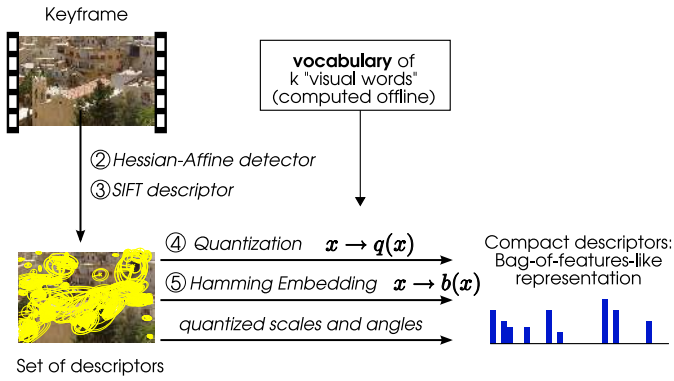 Keyframe
vocabulary of
k "visual words"
(computed offline)
② Hessian-Affine detector
③ SIFT descriptor
④ Quantization x → q(x)
⑤ Hamming Embedding x → b(x)
quantized scales and angles
Compact descriptors:
Bag-of-features-like
representation
Set of descriptors